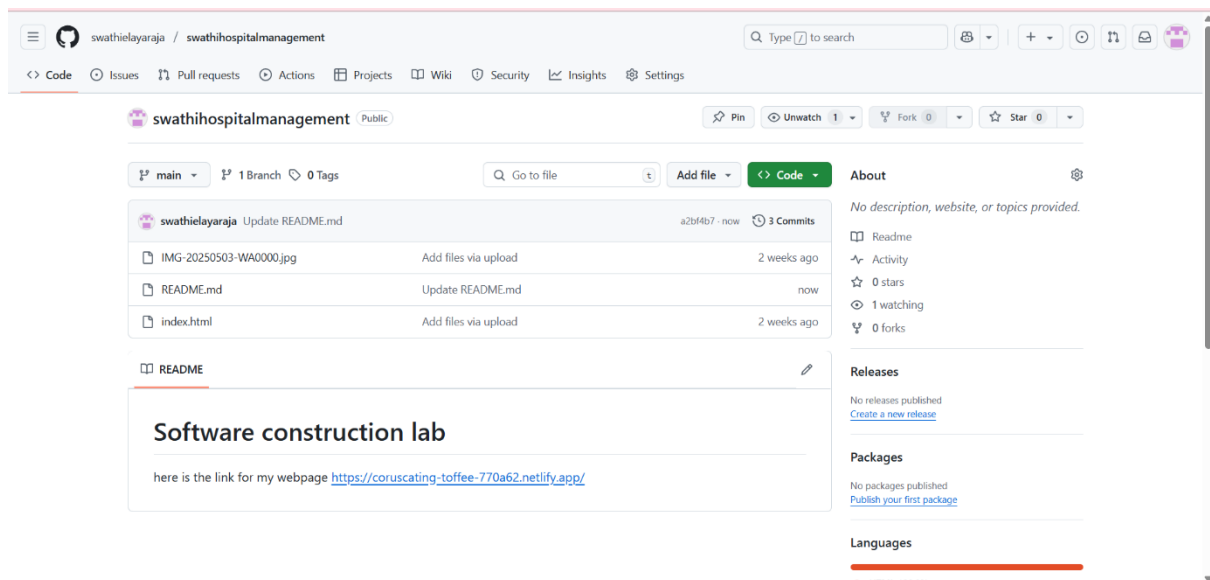 swathielayaraja / swathihospitalmanagement
Type / to search
Code Issues Pull requests Actions Projects Wiki Security Insights Settings
swathihospitalmanagement Public
Pin Unwatch 1 Fork 0 Star 0
main 1 Branch 0 Tags Go to file t Add file Code
swathielayaraja Update README.md a2bf4b7 · now 3 Commits
IMG-20250503-WA0000.jpg Add files via upload 2 weeks ago
README.md Update README.md now
index.html Add files via upload 2 weeks ago
README
Software construction lab
here is the link for my webpage https://coruscating-toffee-770a62.netlify.app/
About
No description, website, or topics provided.
Readme
Activity
0 stars
1 watching
0 forks
Releases
No releases published
Create a new release
Packages
No packages published
Publish your first package
Languages